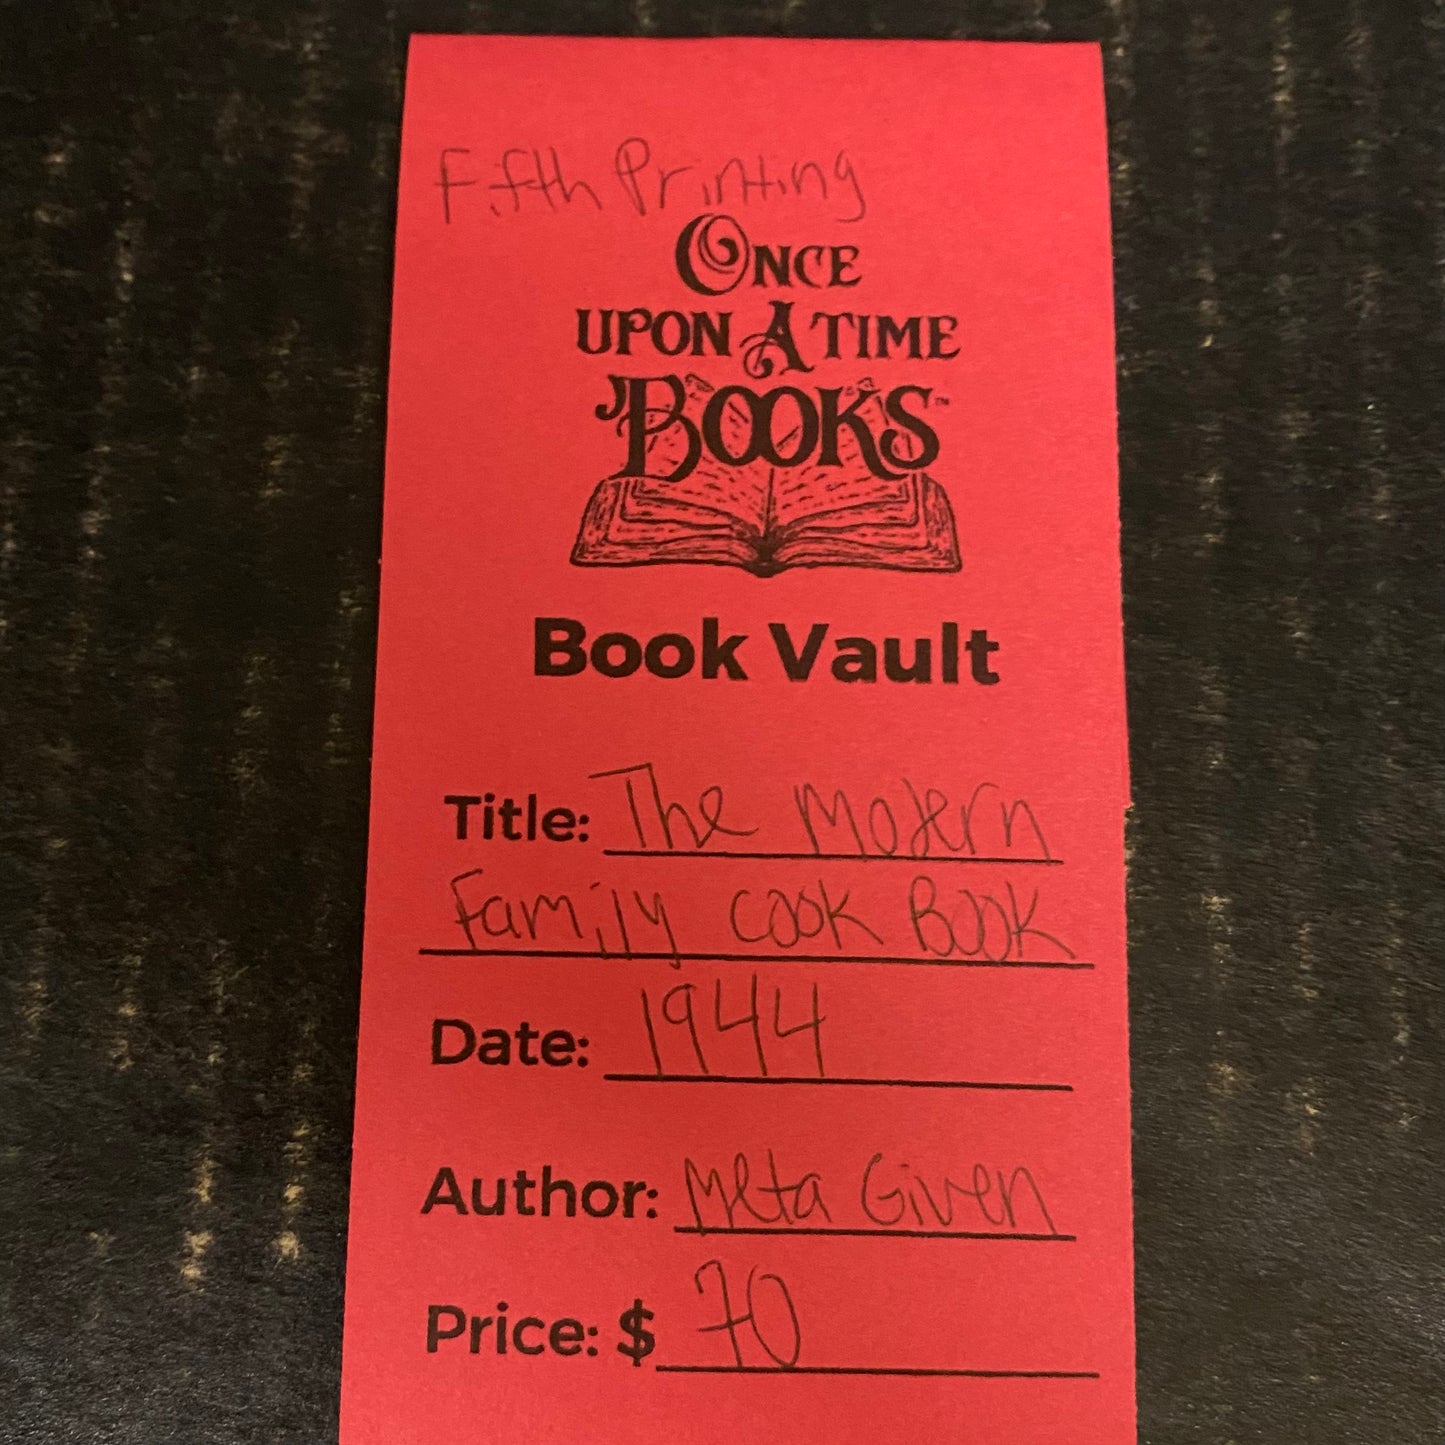 Fifth Printing
ONCE
UPON A TIME
BOOKS™
Book Vault
Title: The Modern
Family Cook Book
Date: 1944
Author: Meta Given
Price: $ 70